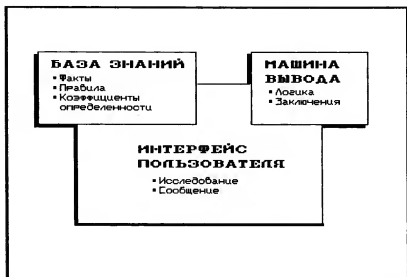 БАЗА ЗНАНИЙ
▪ Факты
▪ Правила
▪ Коэффициенты
определенности
МАШИНА
ВЫВОДА
▪ Логика
▪ Заключения
ИНТЕРФЕЙС
ПОЛЬЗОВАТЕЛЯ
▪ Исследование
▪ Сообщение